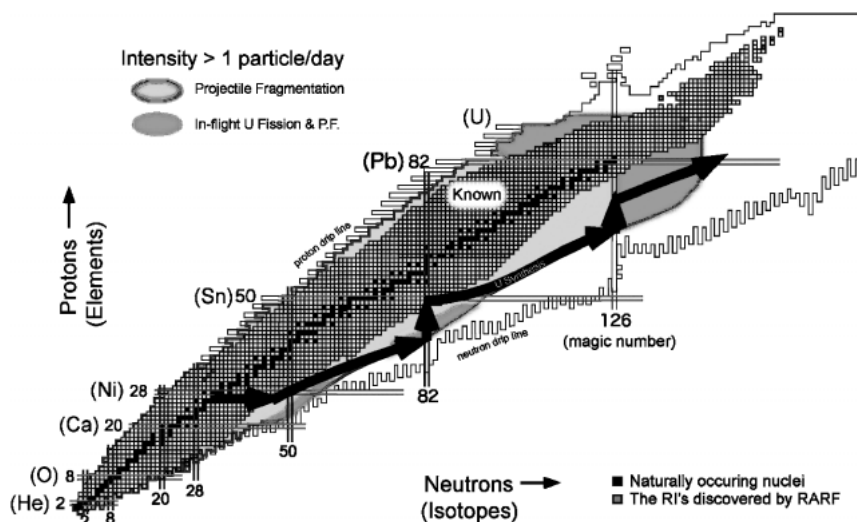 Intensity > 1 particle/day
Projectile Fragmentation
In-flight U Fission & P.F.
(U)
(Pb) 82
Known
Protons
(Elements)
proton drip line
(Sn) 50
U Synthesis
126
(magic number)
neutron drip line
(Ni) 28
82
(Ca) 20
50
(O) 8
20
28
(He) 2
2
8
Neutrons
(Isotopes)
Naturally occuring nuclei
The RI's discovered by RARF